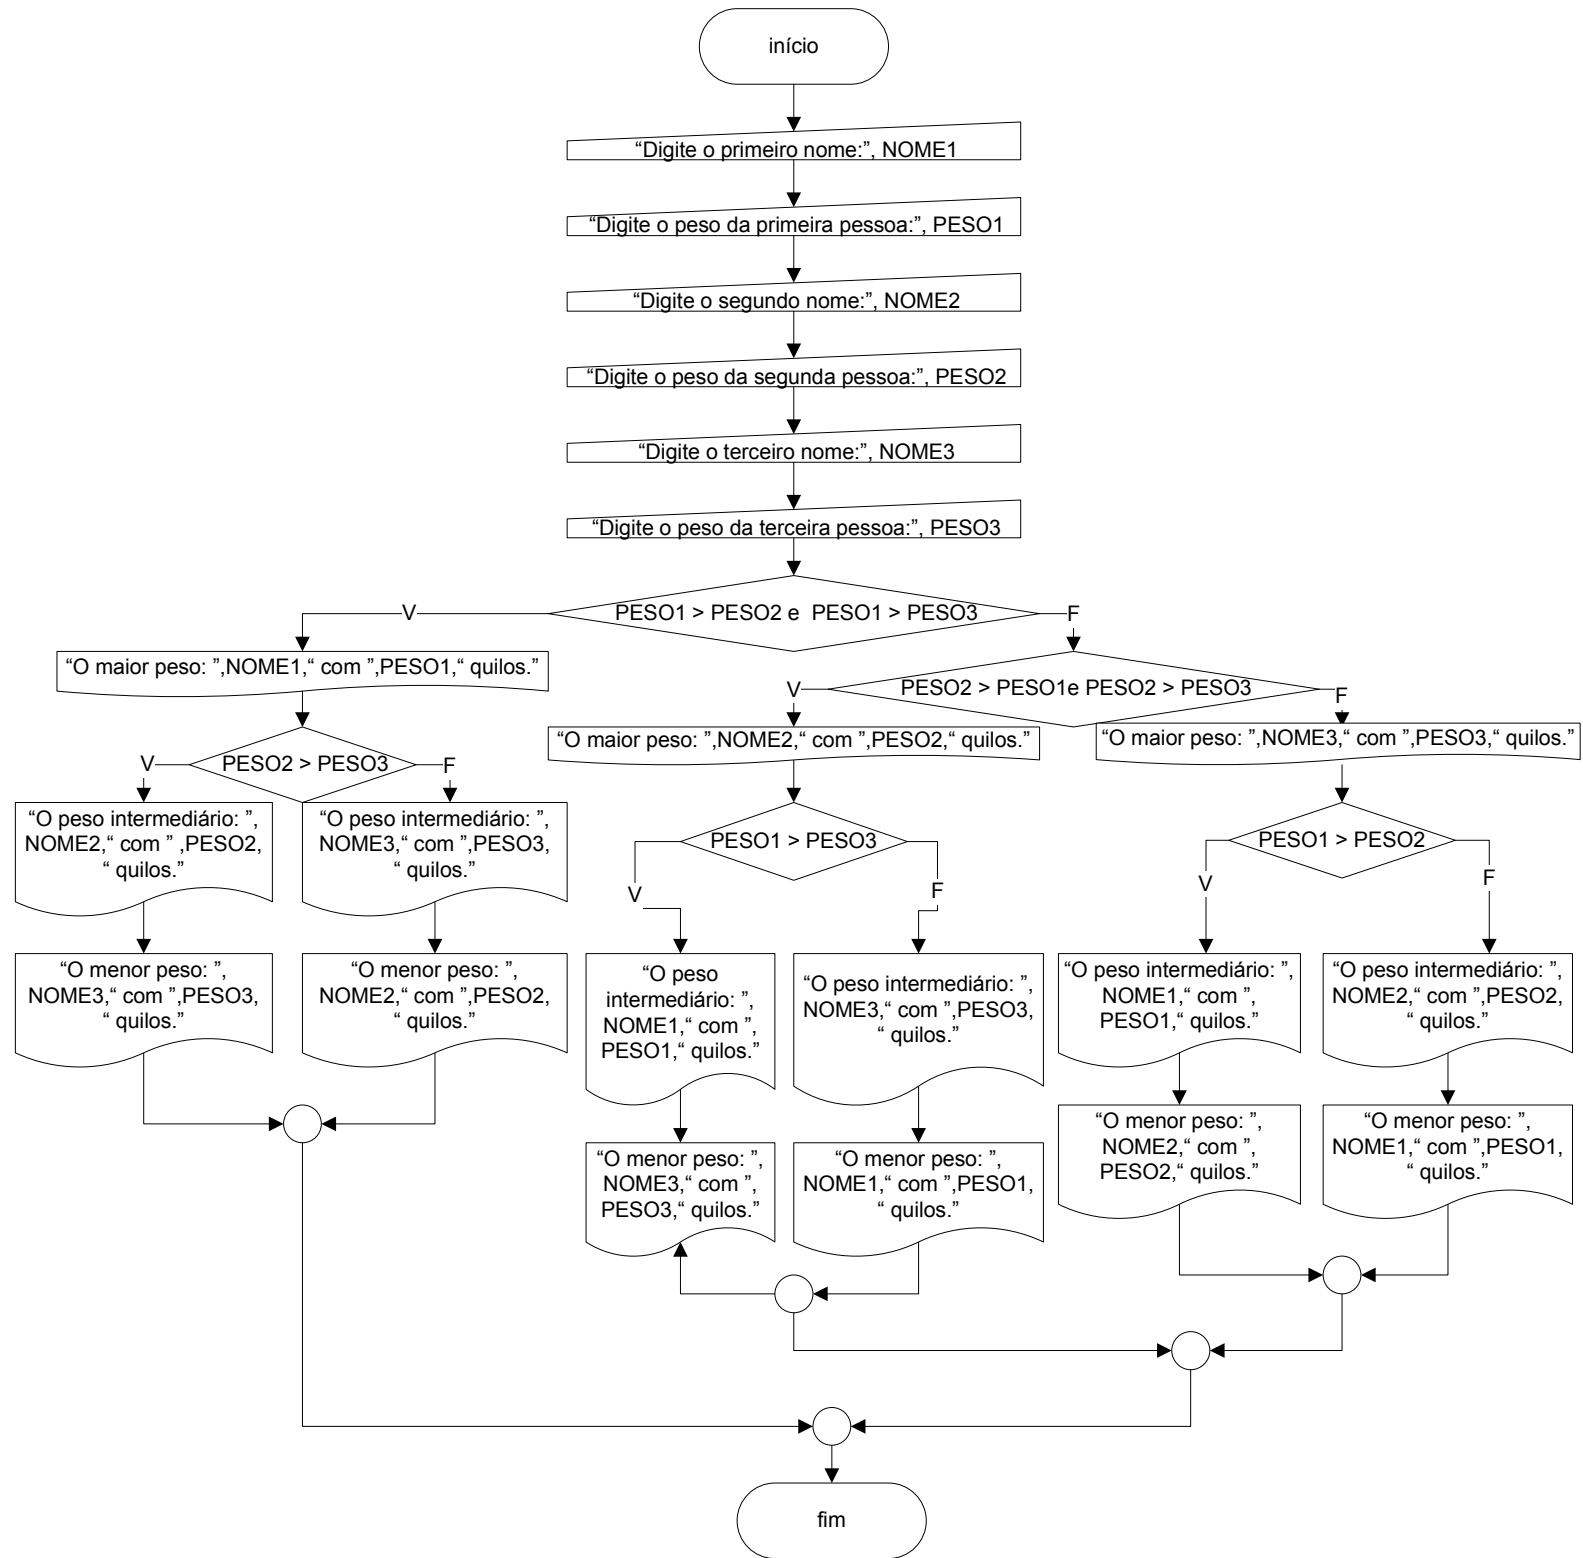 início
“Digite o primeiro nome:”, NOME1
“Digite o peso da primeira pessoa:”, PESO1
“Digite o segundo nome:”, NOME2
“Digite o peso da segunda pessoa:”, PESO2
“Digite o terceiro nome:”, NOME3
“Digite o peso da terceira pessoa:”, PESO3
PESO1 > PESO2 e PESO1 > PESO3
V
F
“O maior peso: ”,NOME1,“ com ”,PESO1,“ quilos.”
PESO2 > PESO3
V
F
“O peso intermediário: ”,
NOME2,“ com ” ,PESO2,
“ quilos.”
“O peso intermediário: ”,
NOME3,“ com ”,PESO3,
“ quilos.”
“O menor peso: ”,
NOME3,“ com ”,PESO3,
“ quilos.”
“O menor peso: ”,
NOME2,“ com ”,PESO2,
“ quilos.”
PESO2 > PESO1e PESO2 > PESO3
V
F
“O maior peso: ”,NOME2,“ com ”,PESO2,“ quilos.”
PESO1 > PESO3
V
F
“O peso
intermediário: ”,
NOME1,“ com ”,
PESO1,“ quilos.”
“O peso intermediário: ”,
NOME3,“ com ”,PESO3,
“ quilos.”
“O menor peso: ”,
NOME3,“ com ”,
PESO3,“ quilos.”
“O menor peso: ”,
NOME1,“ com ”,PESO1,
“ quilos.”
“O maior peso: ”,NOME3,“ com ”,PESO3,“ quilos.”
PESO1 > PESO2
V
F
“O peso intermediário: ”,
NOME1,“ com ”,
PESO1,“ quilos.”
“O peso intermediário: ”,
NOME2,“ com ”,PESO2,
“ quilos.”
“O menor peso: ”,
NOME2,“ com ”,
PESO2,“ quilos.”
“O menor peso: ”,
NOME1,“ com ”,PESO1,
“ quilos.”
fim